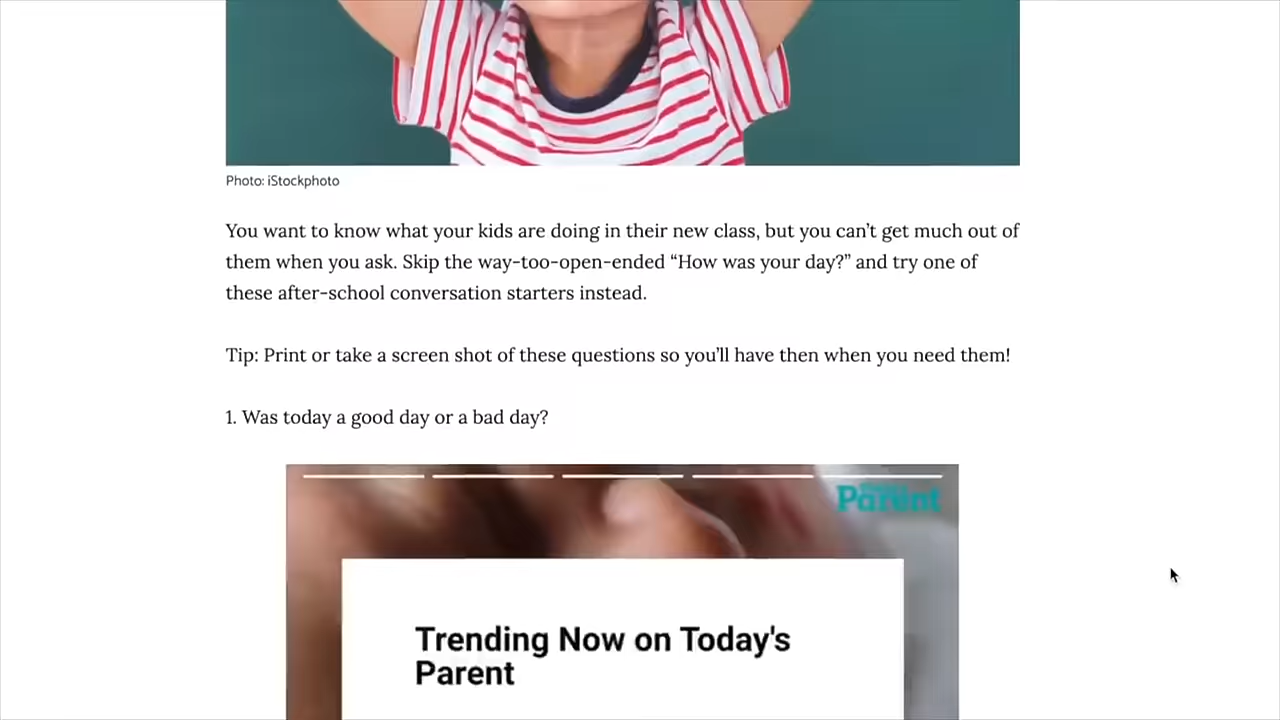 Photo: iStockphoto
You want to know what your kids are doing in their new class, but you can’t get much out of
them when you ask. Skip the way-too-open-ended “How was your day?” and try one of
these after-school conversation starters instead.
Tip: Print or take a screen shot of these questions so you’ll have then when you need them!
1. Was today a good day or a bad day?
Parent
Trending Now on Today's
Parent